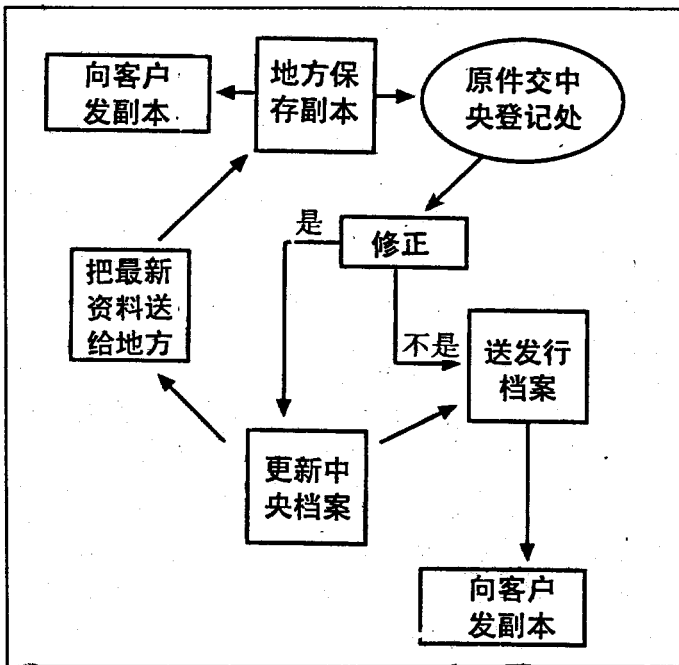 向客户
发副本
地方保
存副本
原件交中
央登记处
是
修正
把最新
资料送
给地方
不是
送发行
档案
更新中
央档案
向客户
发副本